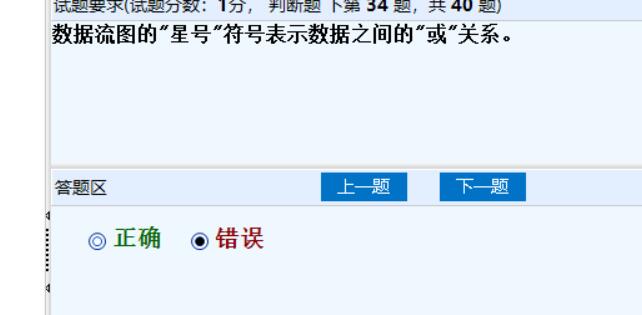 试题要求(试题分数：1分， 判断题 下第 34 题，共 40 题)
数据流图的"星号"符号表示数据之间的"或"关系。
答题区 上一题 下一题
正确 错误